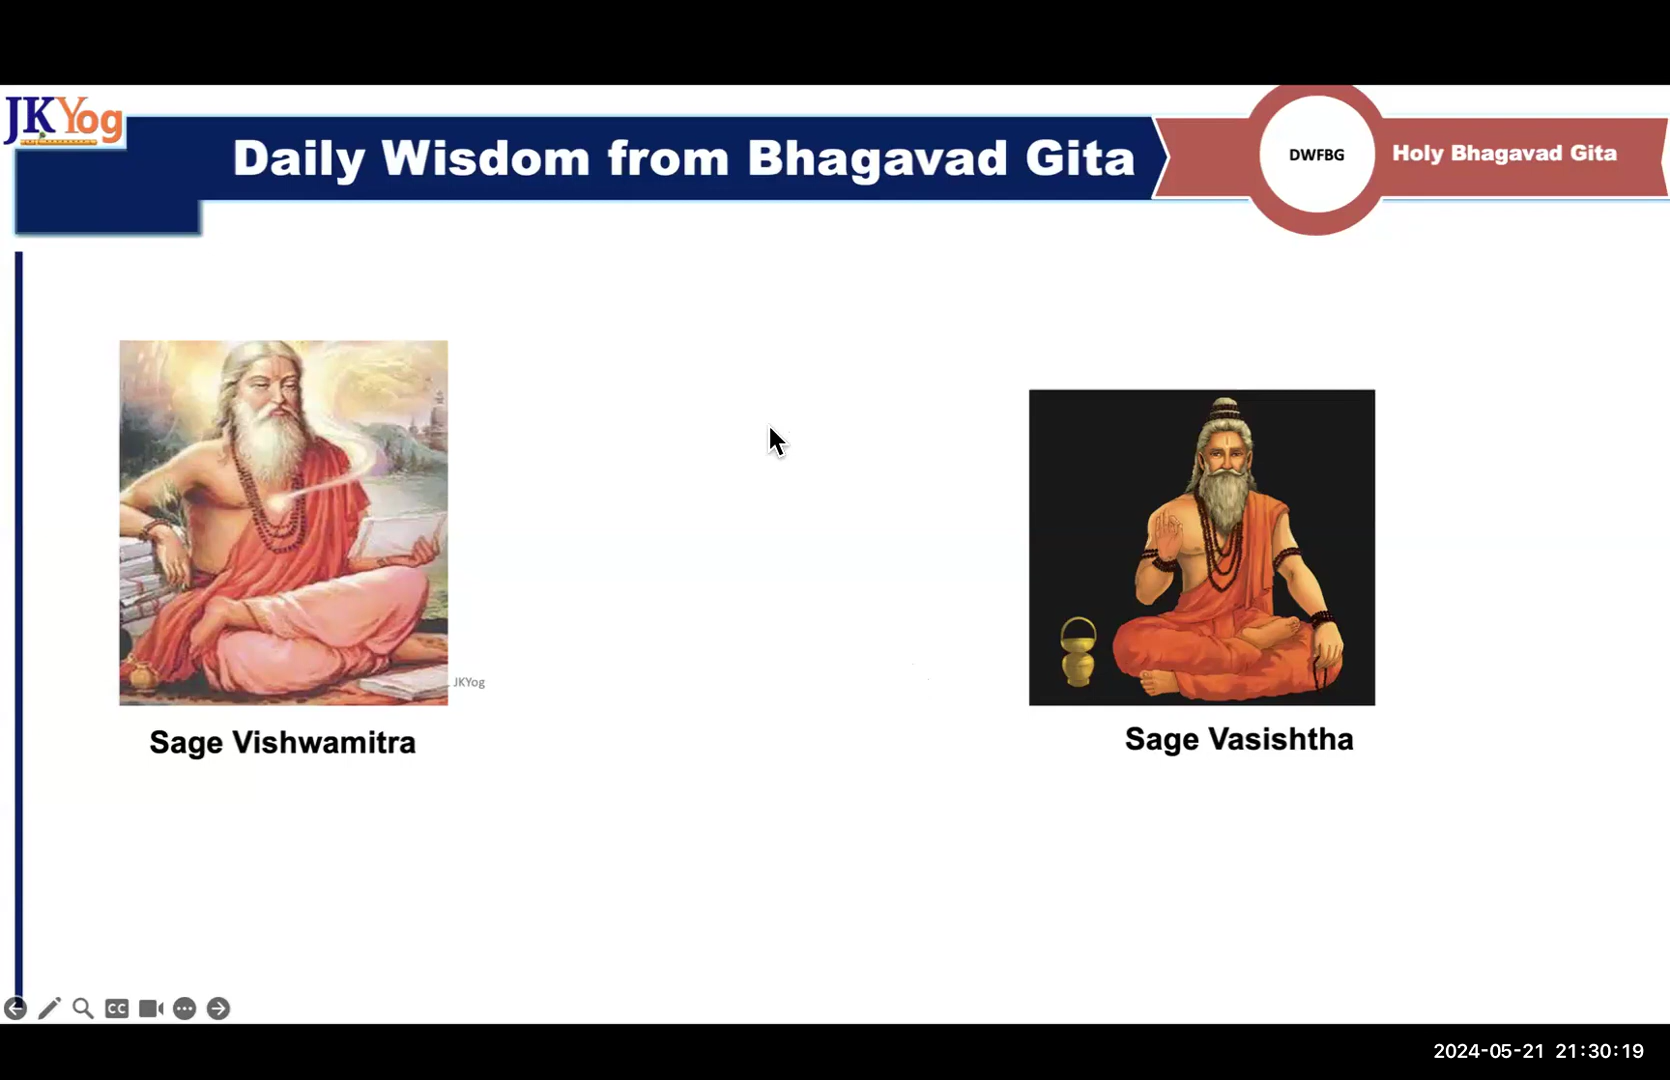 JKYog
Daily Wisdom from Bhagavad Gita
DWFBG
Holy Bhagavad Gita
JKYog
Sage Vishwamitra
Sage Vasishtha
CC
2024-05-21 21:30:19